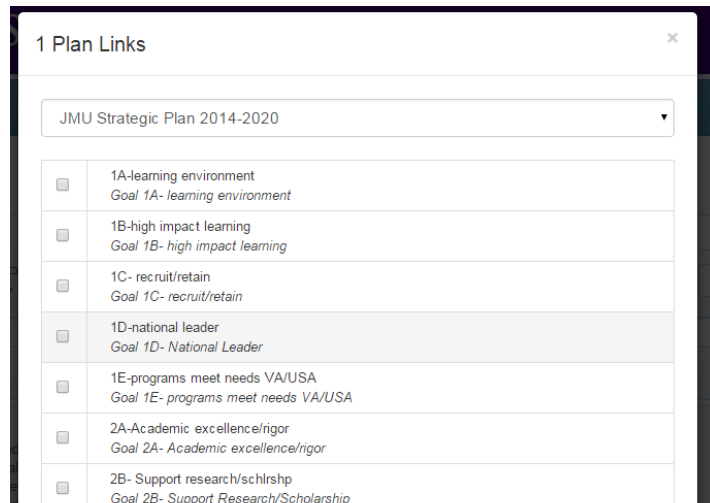 1 Plan Links
×
JMU Strategic Plan 2014-2020
1A-learning environment
Goal 1A- learning environment
1B-high impact learning
Goal 1B- high impact learning
1C- recruit/retain
Goal 1C- recruit/retain
1D-national leader
Goal 1D- National Leader
1E-programs meet needs VA/USA
Goal 1E- programs meet needs VA/USA
2A-Academic excellence/rigor
Goal 2A- Academic excellence/rigor
2B- Support research/schlrshp
Goal 2B- Support Research/Scholarship